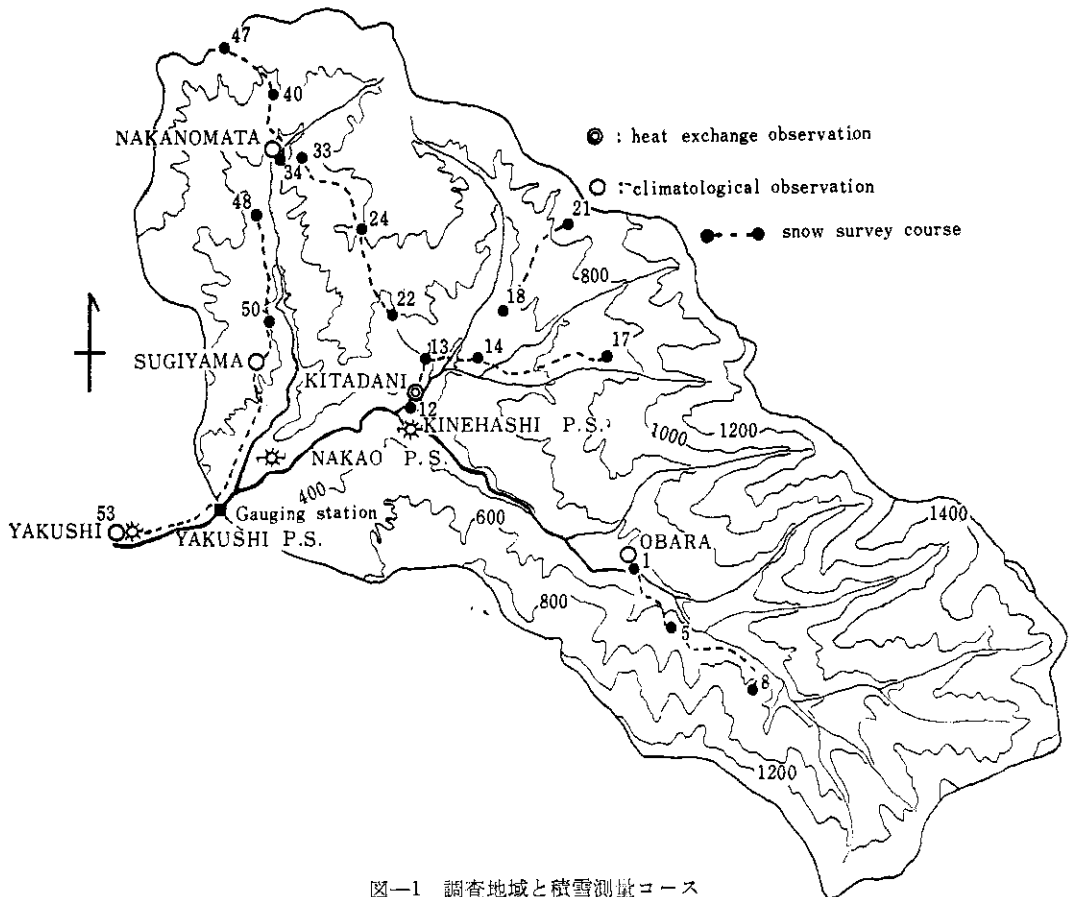 47
40
NAKANOMATA
33
34
◎ : heat exchange observation
○ : climatological observation
●--● snow survey course
48
24
21
800
22
18
50
SUGIYAMA
13
14
17
KITADANI
12
KINEHASHI P.S.
1000
1200
NAKAO P.S.
400
600
53
Gauging station
YAKUSHI
YAKUSHI P.S.
OBARA
1
1400
800
5
8
1200
図—1 調査地域と積雪測量コース